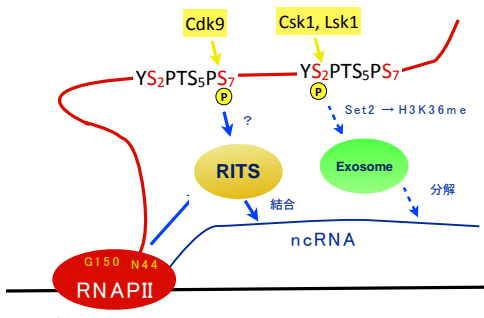 Cdk9
Csk1, Lsk1
YS2PTS5PS7
YS2PTS5PS7
P
P
?
Set2 → H3K36me
RITS
Exosome
結合
分解
ncRNA
G150 N44
RNAPII